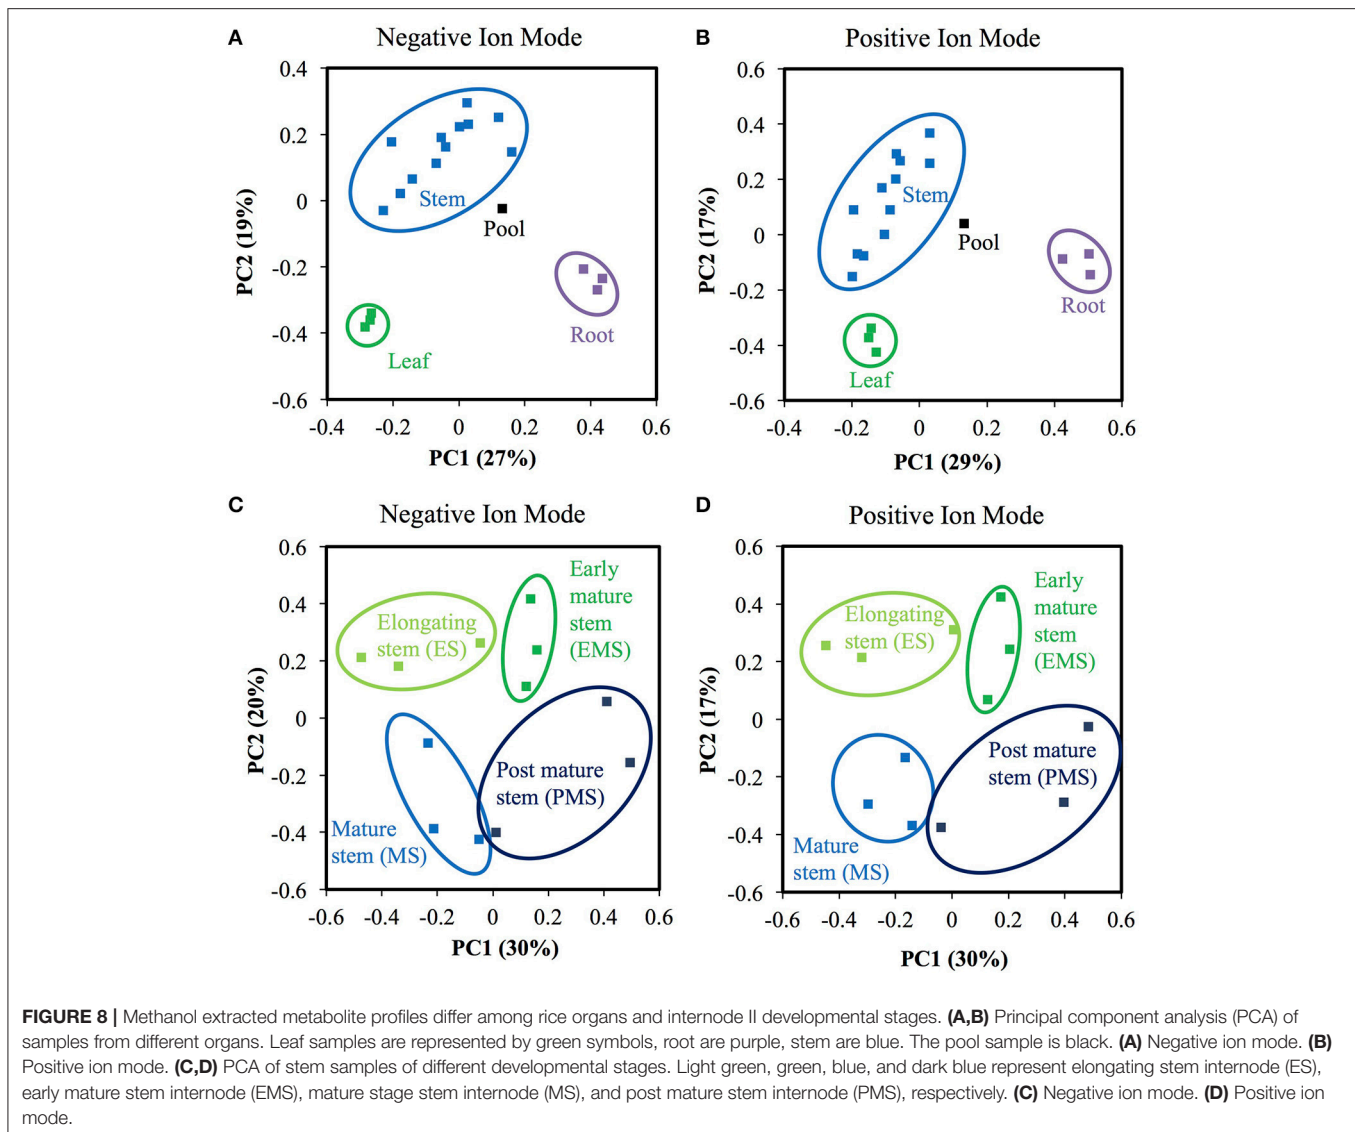 A
Negative Ion Mode
0.4
0.2
0
-0.2
-0.4
-0.6
PC2 (19%)
Stem
Pool
Root
Leaf
-0.4 -0.2 0 0.2 0.4 0.6
PC1 (27%)
B
Positive Ion Mode
0.6
0.4
0.2
0
-0.2
-0.4
-0.6
PC2 (17%)
Stem
Pool
Root
Leaf
-0.4 -0.2 0 0.2 0.4 0.6
PC1 (29%)
C
Negative Ion Mode
0.6
0.4
0.2
0
-0.2
-0.4
-0.6
PC2 (20%)
Elongating
stem (ES)
Early
mature
stem
(EMS)
Post mature
stem (PMS)
Mature
stem (MS)
-0.6 -0.4 -0.2 0 0.2 0.4 0.6
PC1 (30%)
D
Positive Ion Mode
0.6
0.4
0.2
0
-0.2
-0.4
-0.6
PC2 (17%)
Elongating
stem (ES)
Early
mature
stem
(EMS)
Post mature
stem (PMS)
Mature
stem (MS)
-0.6 -0.4 -0.2 0 0.2 0.4 0.6
PC1 (30%)
FIGURE 8 | Methanol extracted metabolite profiles differ among rice organs and internode II developmental stages. (A,B) Principal component analysis (PCA) of
samples from different organs. Leaf samples are represented by green symbols, root are purple, stem are blue. The pool sample is black. (A) Negative ion mode. (B)
Positive ion mode. (C,D) PCA of stem samples of different developmental stages. Light green, green, blue, and dark blue represent elongating stem internode (ES),
early mature stem internode (EMS), mature stage stem internode (MS), and post mature stem internode (PMS), respectively. (C) Negative ion mode. (D) Positive ion
mode.